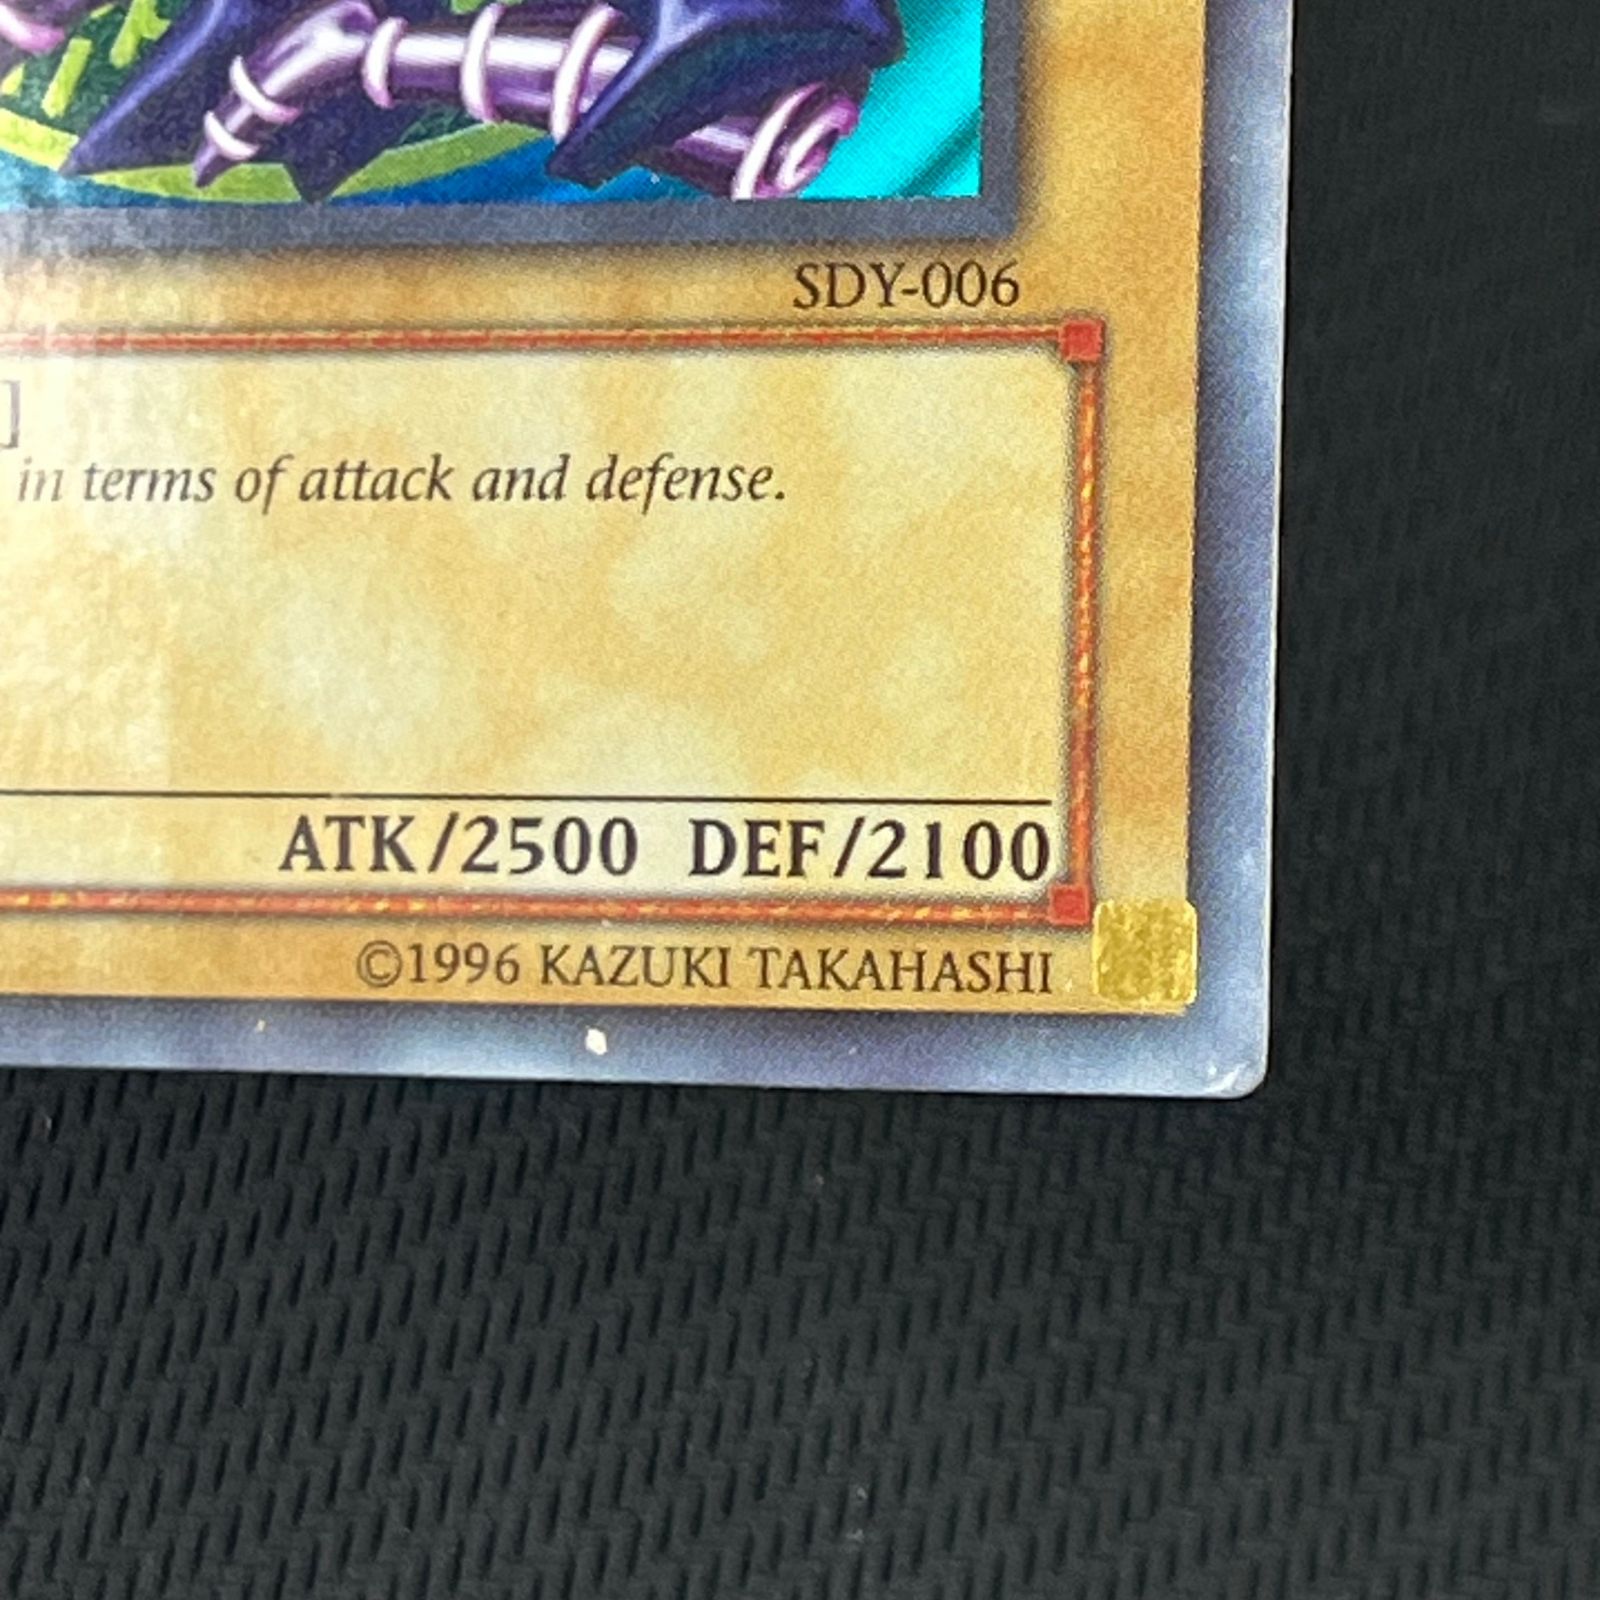 SDY-006
]
in terms of attack and defense.
ATK/2500 DEF/2100
©1996 KAZUKI TAKAHASHI